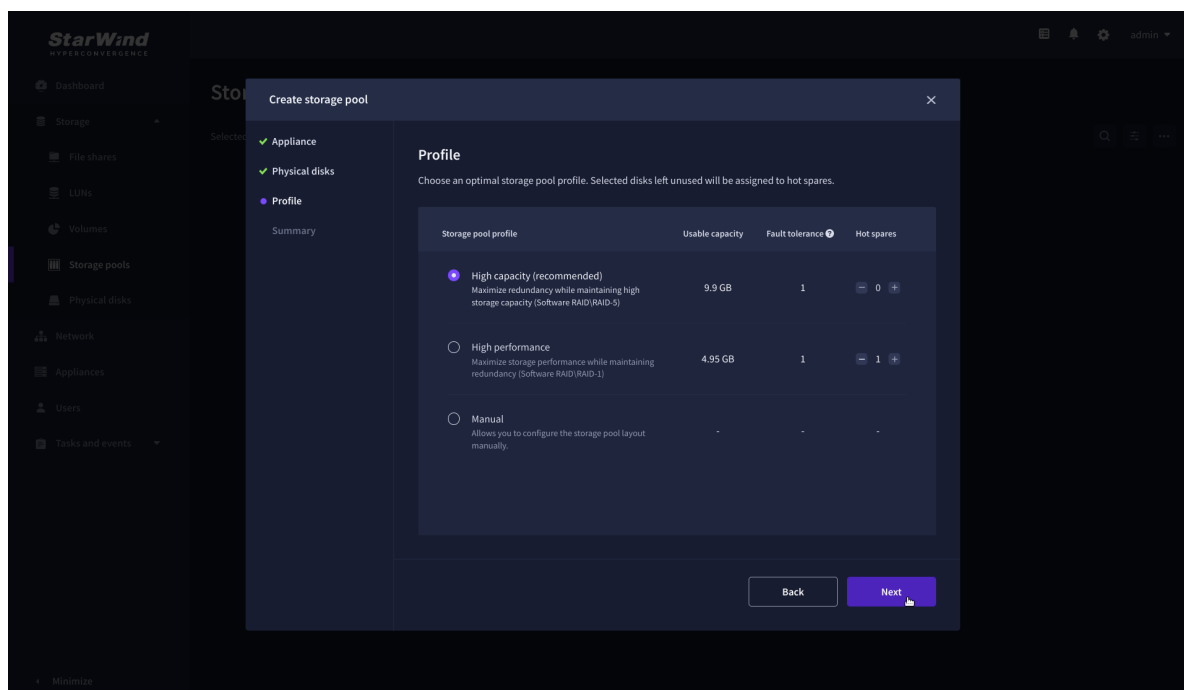 StarWind
HYPERCONVERGENCE
admin
Dashboard
Storage
File shares
LUNs
Volumes
Storage pools
Physical disks
Network
Appliances
Users
Tasks and events
Minimize
Stor
Selected
Create storage pool
Appliance
Physical disks
Profile
Summary
Profile
Choose an optimal storage pool profile. Selected disks left unused will be assigned to hot spares.
Storage pool profile Usable capacity Fault tolerance ? Hot spares
High capacity (recommended)
Maximize redundancy while maintaining high
storage capacity (Software RAID\RAID-5)
9.9 GB 1 − 0 +
High performance
Maximize storage performance while maintaining
redundancy (Software RAID\RAID-1)
4.95 GB 1 − 1 +
Manual
Allows you to configure the storage pool layout
manually.
- - -
Back Next